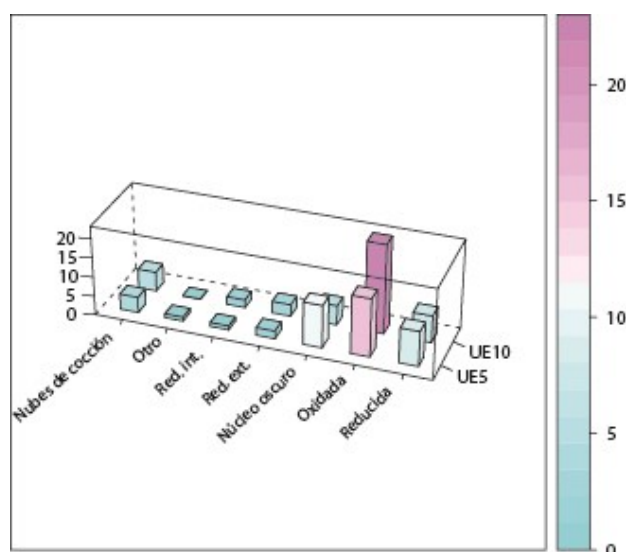 20
15
10
5
0
Nubes de cocción
Otro
Red. int.
Red. ext.
Núcleo oscuro
Oxidada
Reducida
UE10
UE5
20
15
10
5
0